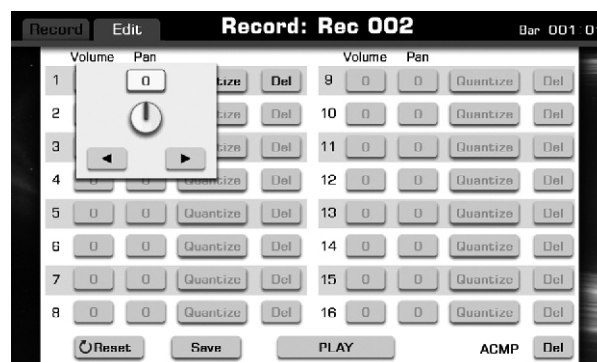 Record Edit Record: Rec 002 Bar 001:01
Volume Pan Volume Pan
1 0 Del 9 0 0 Quantize Del
2 Del 10 0 0 Quantize Del
3 Del 11 0 0 Quantize Del
4 0 0 Quantize Del 12 0 0 Quantize Del
5 0 0 Quantize Del 13 0 0 Quantize Del
6 0 0 Quantize Del 14 0 0 Quantize Del
7 0 0 Quantize Del 15 0 0 Quantize Del
8 0 0 Quantize Del 16 0 0 Quantize Del
Reset Save PLAY ACMP Del